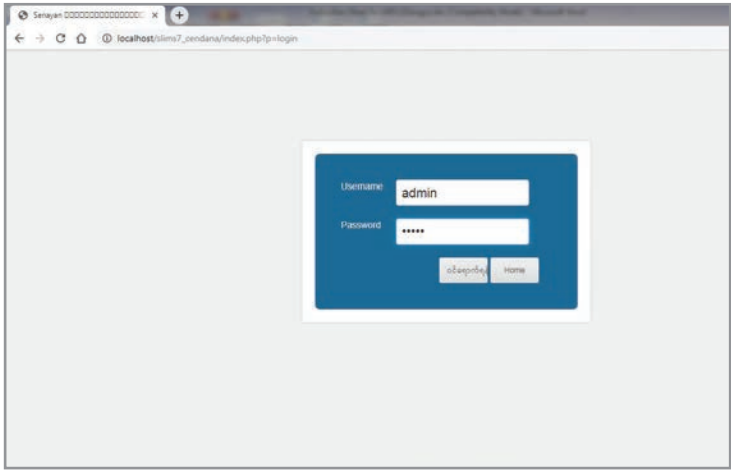 Senayan
localhost/slims7_cendana/index.php?p=login
Username
admin
Password
•••••
Home